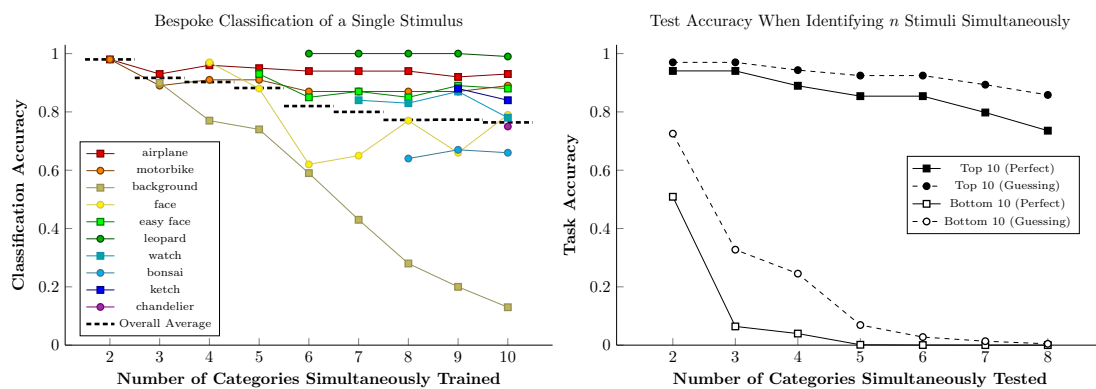 Bespoke Classification of a Single Stimulus
1
0.8
0.6
0.4
0.2
0
Classification Accuracy
airplane
motorbike
background
face
easy face
leopard
watch
bonsai
ketch
chandelier
Overall Average
2 3 4 5 6 7 8 9 10
Number of Categories Simultaneously Trained
Test Accuracy When Identifying n Stimuli Simultaneously
1
0.8
0.6
0.4
0.2
0
Task Accuracy
Top 10 (Perfect)
Top 10 (Guessing)
Bottom 10 (Perfect)
Bottom 10 (Guessing)
2 3 4 5 6 7 8
Number of Categories Simultaneously Tested